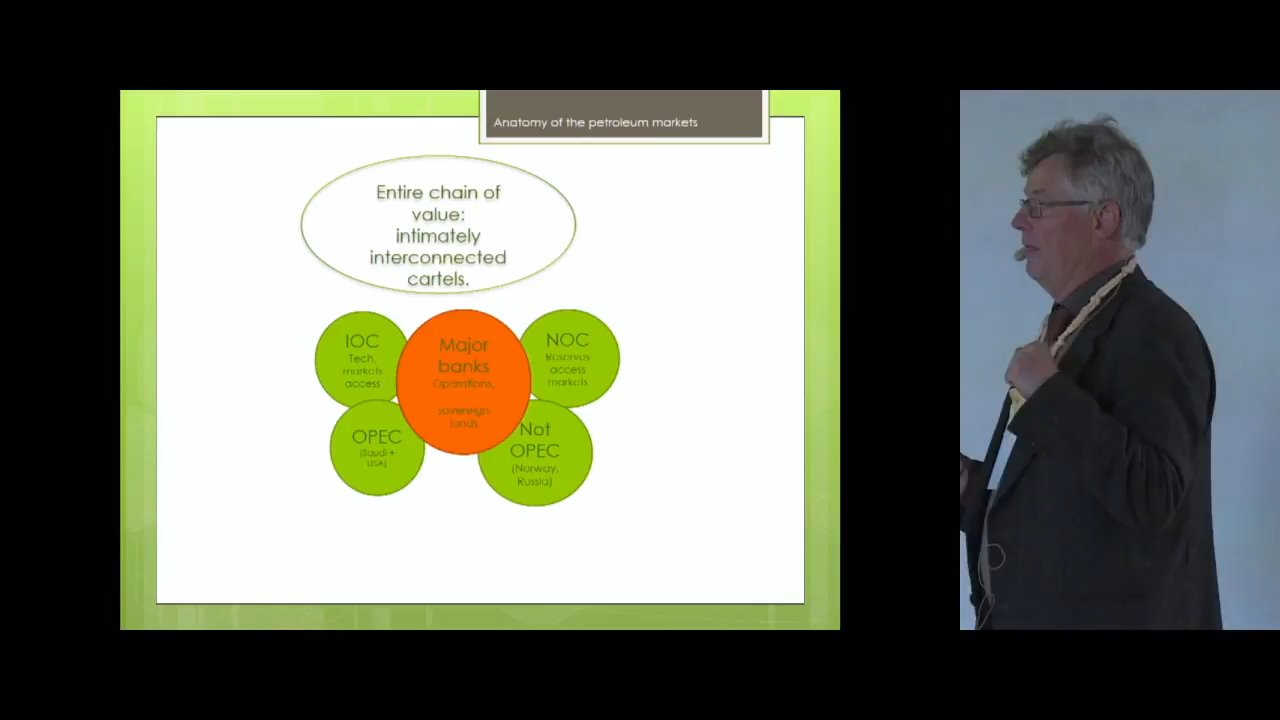 Anatomy of the petroleum markets
Entire chain of
value:
intimately
interconnected
cartels.
IOC
Tech.
markets
access
Major
banks
Operations,
sovereign
funds
NOC
Reserves
access
markets
OPEC
(Saudi +
USA)
Not
OPEC
(Norway,
Russia)